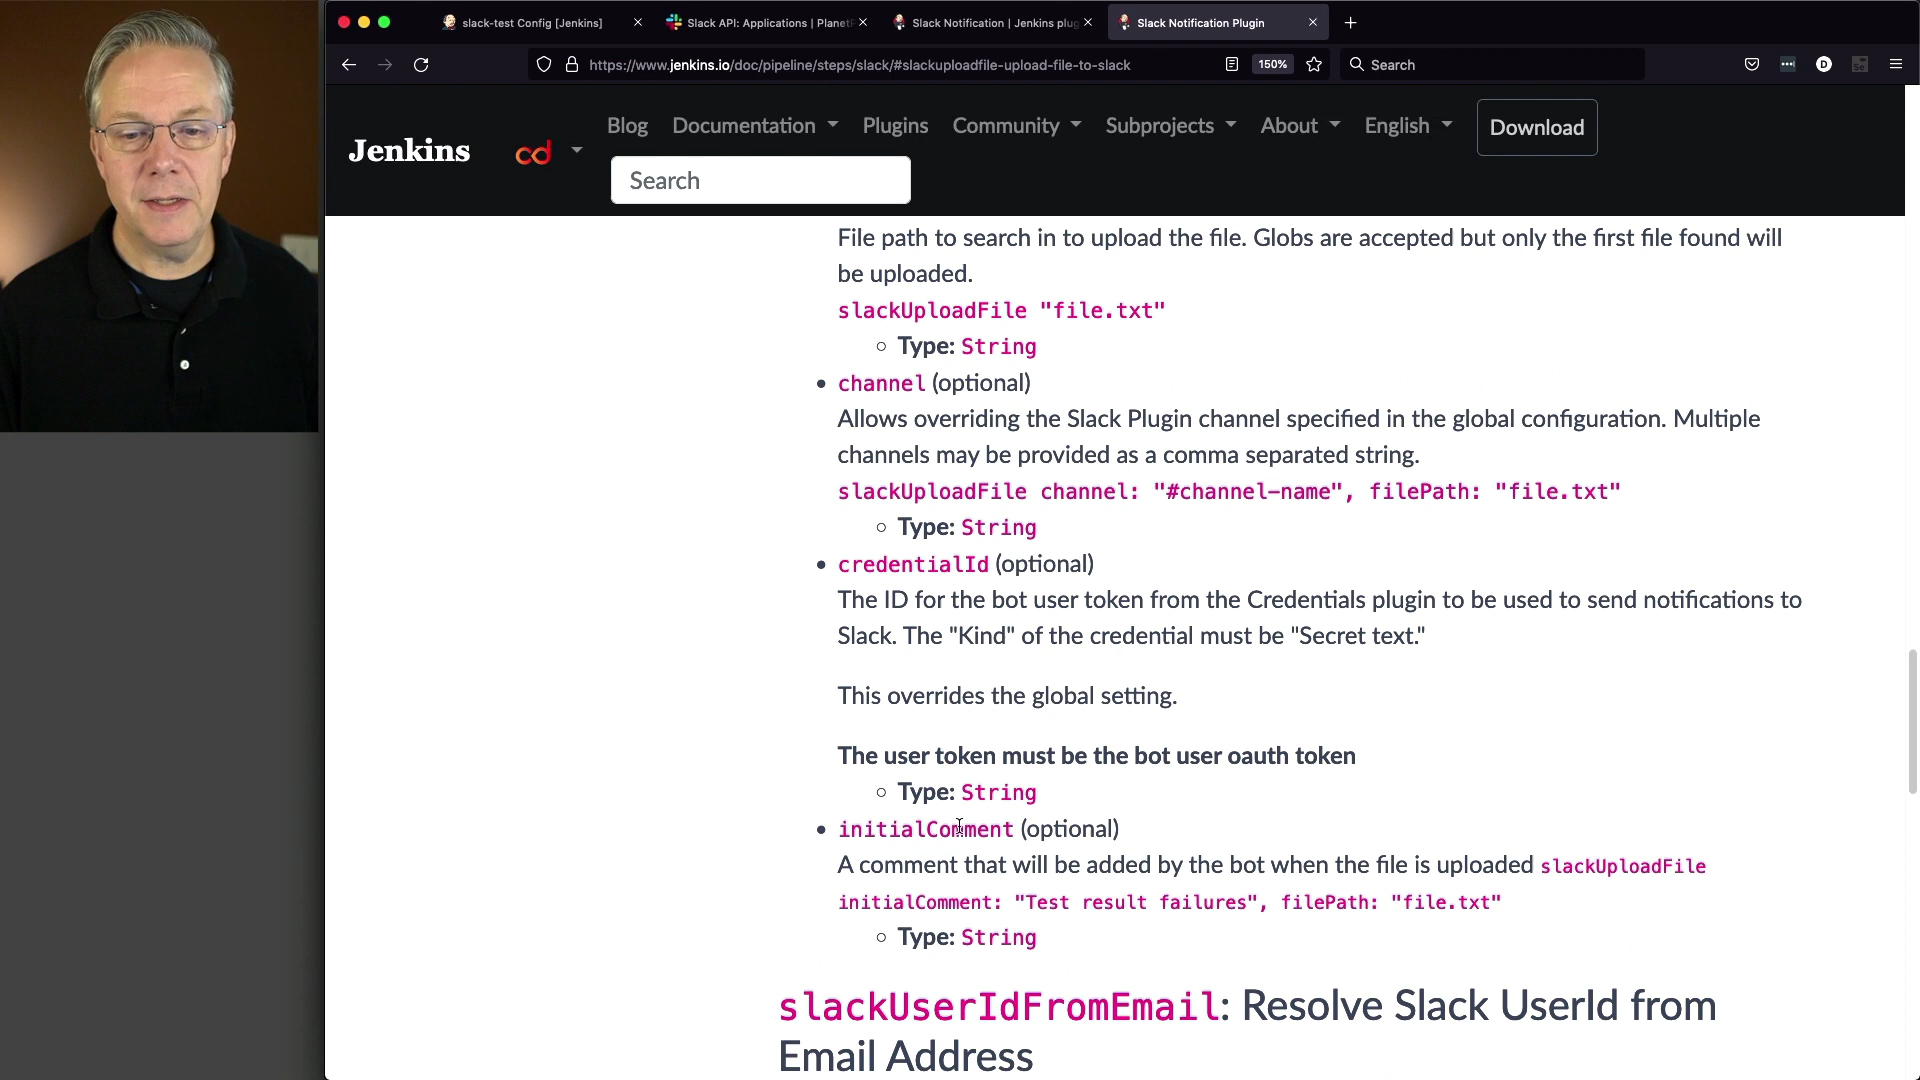 slack-test Config [Jenkins]
Slack API: Applications | Planet
Slack Notification | Jenkins plug
Slack Notification Plugin
https://www.jenkins.io/doc/pipeline/steps/slack/#slackuploadfile-upload-file-to-slack
150%
Search
D
Jenkins
cd
Blog
Documentation
Plugins
Community
Subprojects
About
English
Download
Search
File path to search in to upload the file. Globs are accepted but only the first file found will
be uploaded.
slackUploadFile "file.txt"
Type: String
channel (optional)
Allows overriding the Slack Plugin channel specified in the global configuration. Multiple
channels may be provided as a comma separated string.
slackUploadFile channel: "#channel-name", filePath: "file.txt"
Type: String
credentialId (optional)
The ID for the bot user token from the Credentials plugin to be used to send notifications to
Slack. The "Kind" of the credential must be "Secret text."
This overrides the global setting.
The user token must be the bot user oauth token
Type: String
initialComment (optional)
A comment that will be added by the bot when the file is uploaded slackUploadFile
initialComment: "Test result failures", filePath: "file.txt"
Type: String
slackUserIdFromEmail: Resolve Slack UserId from
Email Address